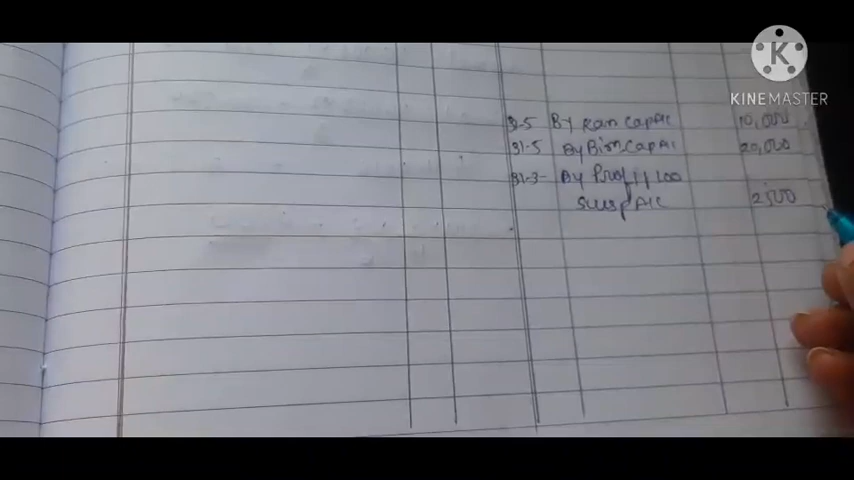 KINEMASTER
31-5 By Ram cap A/c 10,000
31-5 By Bim cap A/c 20,000
31-3- By Profit & Loss
susp A/c 2,500